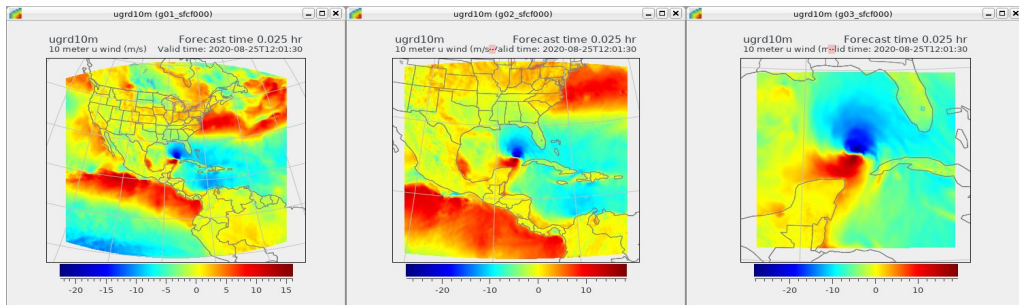 ugrd10m (g01_sfcf000)
ugrd10m Forecast time 0.025 hr
10 meter u wind (m/s) Valid time: 2020-08-25T12:01:30
-20 -15 -10 -5 0 5 10 15
ugrd10m (g02_sfcf000)
ugrd10m Forecast time 0.025 hr
10 meter u wind (m/s alid time: 2020-08-25T12:01:30
-20 -10 0 10
ugrd10m (g03_sfcf000)
ugrd10m Forecast time 0.025 hr
10 meter u wind (m lid time: 2020-08-25T12:01:30
-30 -20 -10 0 10